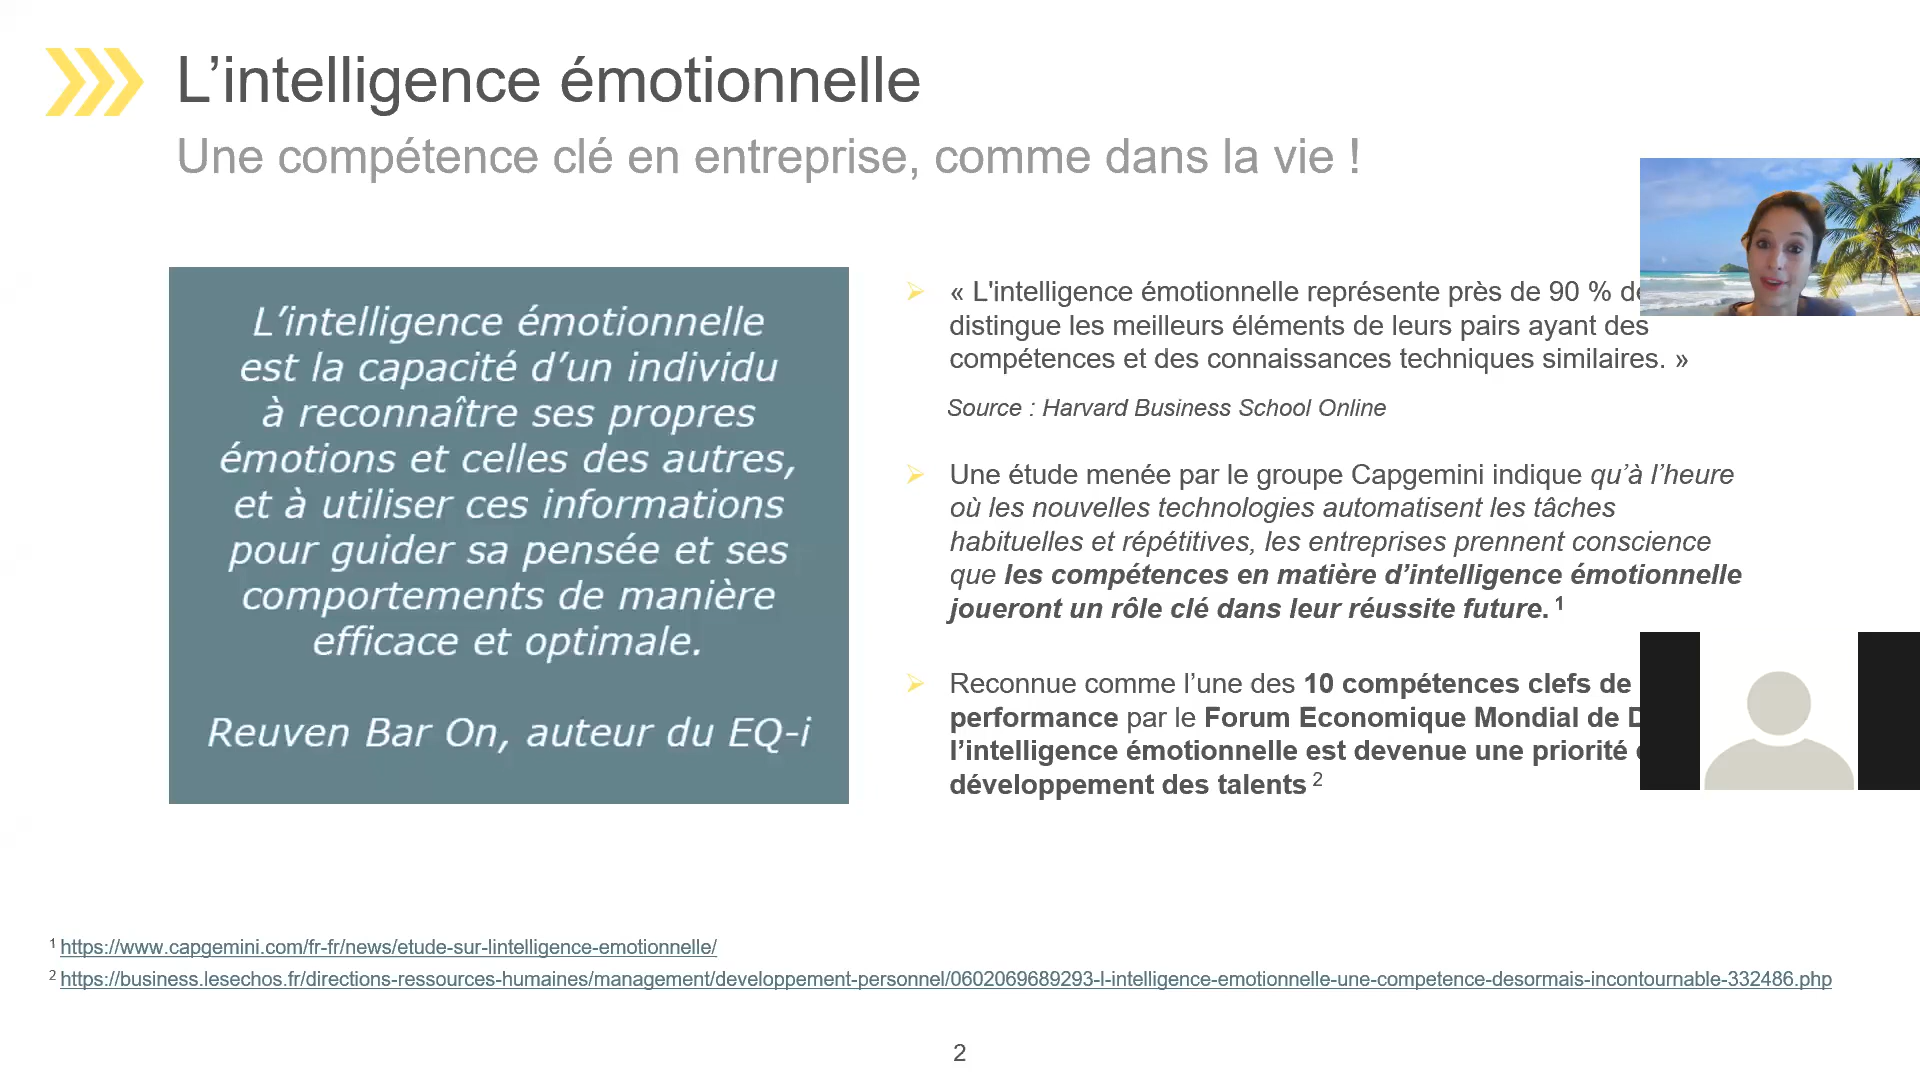 L’intelligence émotionnelle
Une compétence clé en entreprise, comme dans la vie !
L’intelligence émotionnelle
est la capacité d’un individu
à reconnaître ses propres
émotions et celles des autres,
et à utiliser ces informations
pour guider sa pensée et ses
comportements de manière
efficace et optimale.
Reuven Bar On, auteur du EQ-i
« L'intelligence émotionnelle représente près de 90 %
distingue les meilleurs éléments de leurs pairs ayant des
compétences et des connaissances techniques similaires. »
Source : Harvard Business School Online
Une étude menée par le groupe Capgemini indique qu’à l’heure
où les nouvelles technologies automatisent les tâches
habituelles et répétitives, les entreprises prennent conscience
que les compétences en matière d’intelligence émotionnelle
joueront un rôle clé dans leur réussite future. 1
Reconnue comme l’une des 10 compétences clefs de
performance par le Forum Economique Mondial de
l’intelligence émotionnelle est devenue une priorité
développement des talents 2
1 https://www.capgemini.com/fr-fr/news/etude-sur-lintelligence-emotionnelle/
2 https://business.lesechos.fr/directions-ressources-humaines/management/developpement-personnel/0602069689293-l-intelligence-emotionnelle-une-competence-desormais-incontournable-332486.php
2